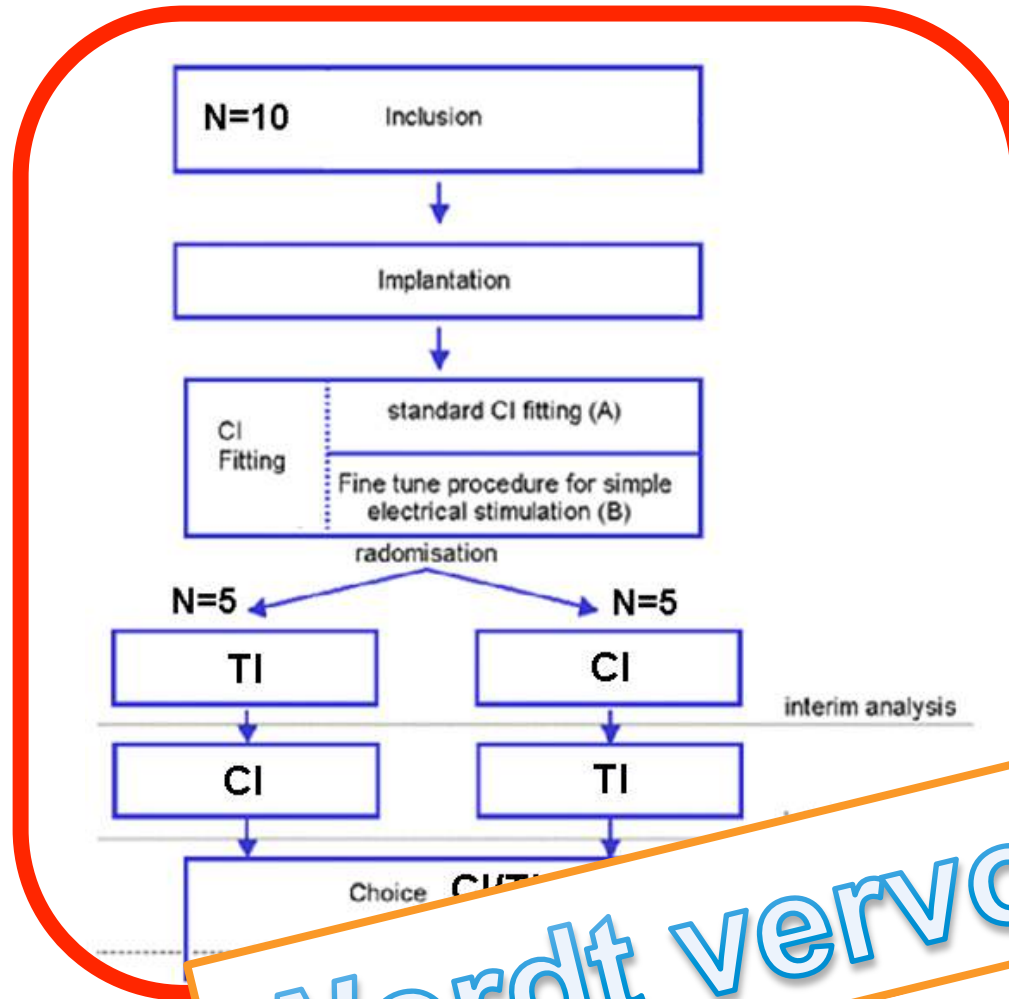 N=10 Inclusion
Implantation
CI
Fitting
standard CI fitting (A)
Fine tune procedure for simple
electrical stimulation (B)
radomisation
N=5 N=5
TI CI
interim analysis
CI TI
Choice